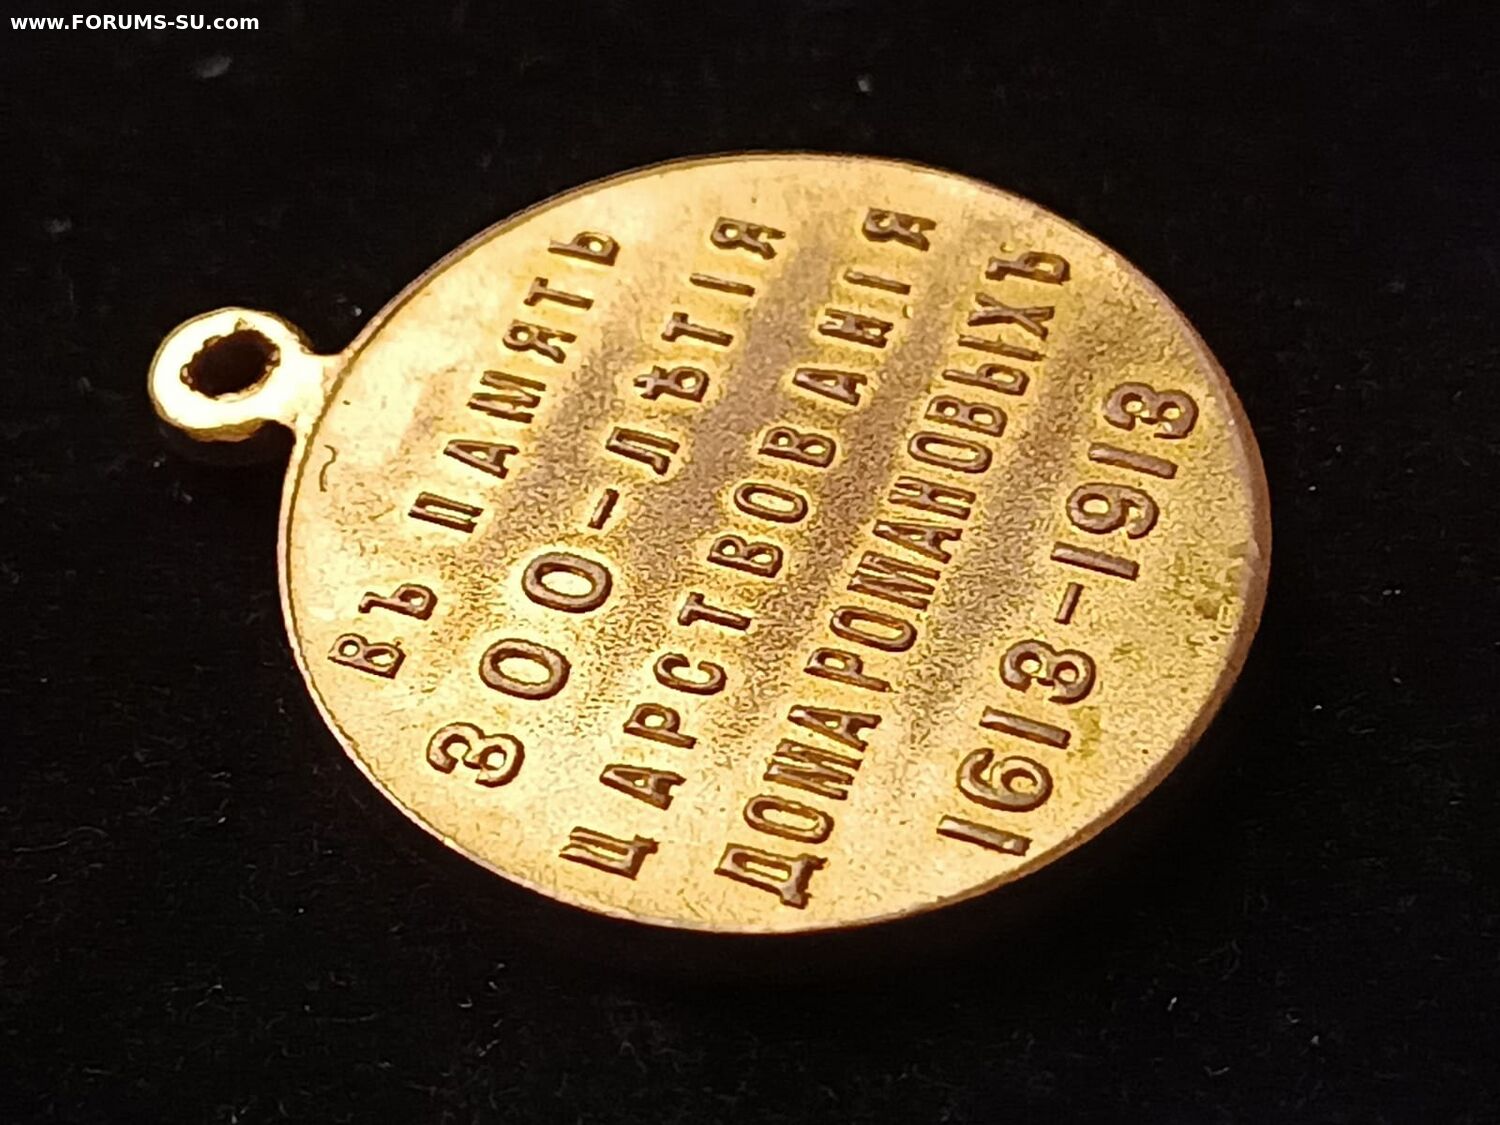 www.FORUMS-SU.com
ВЪ ПАМЯТЬ
300-ЛѢТІЯ
ЦАРСТВОВАНІЯ
ДОМА РОМАНОВЫХЪ
1613-1913